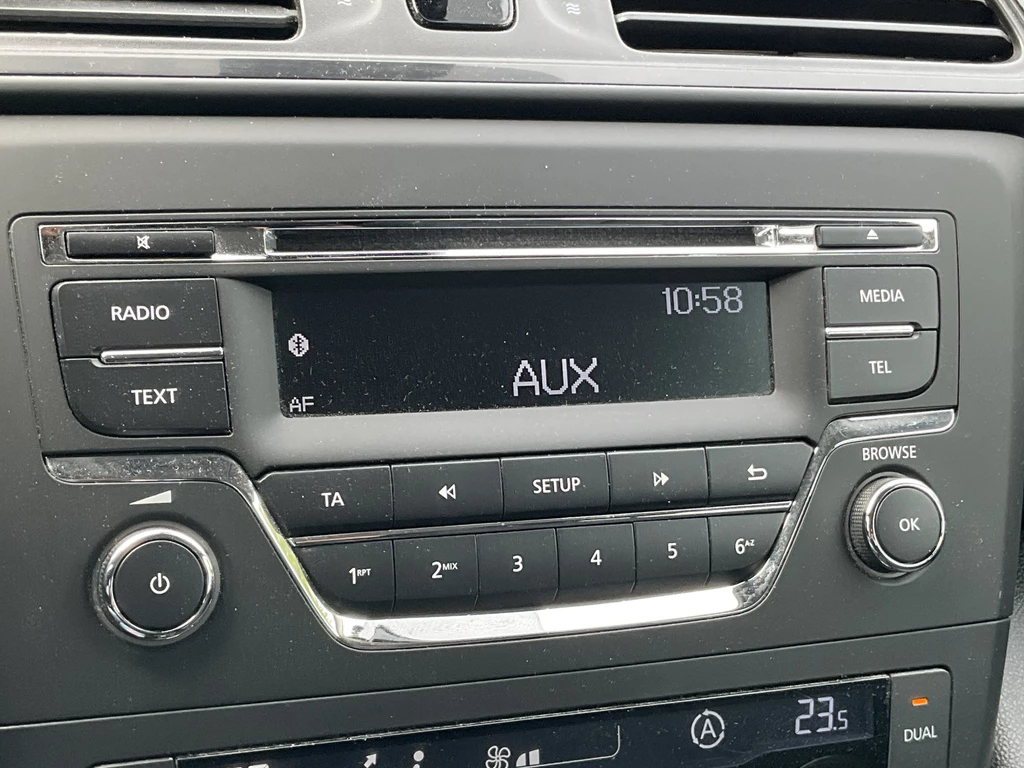 RADIO
TEXT
10:58
AUX
AF
MEDIA
TEL
TA
SETUP
1RPT
2MIX
3
4
5
6AZ
BROWSE
OK
A
23.5
DUAL